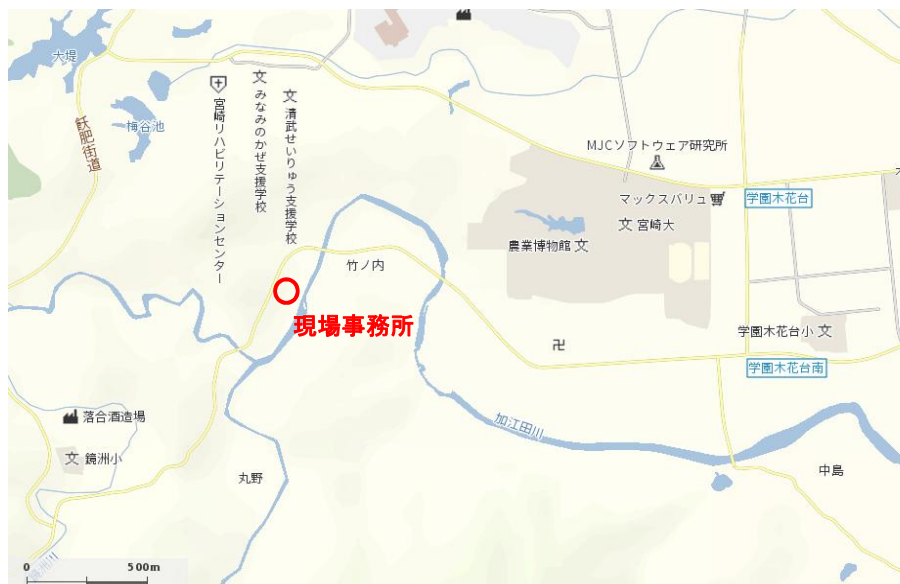 大堤
梅谷池
飫肥街道
宮崎リハビリテーションセンター
みなみのかぜ支援学校
清武せいりゅう支援学校
MJCソフトウェア研究所
マックスバリュ
学園木花台
宮崎大
農業博物館
竹ノ内
現場事務所
学園木花台小
学園木花台南
落合酒造場
鏡洲小
加江田川
丸野
中島
0 500m